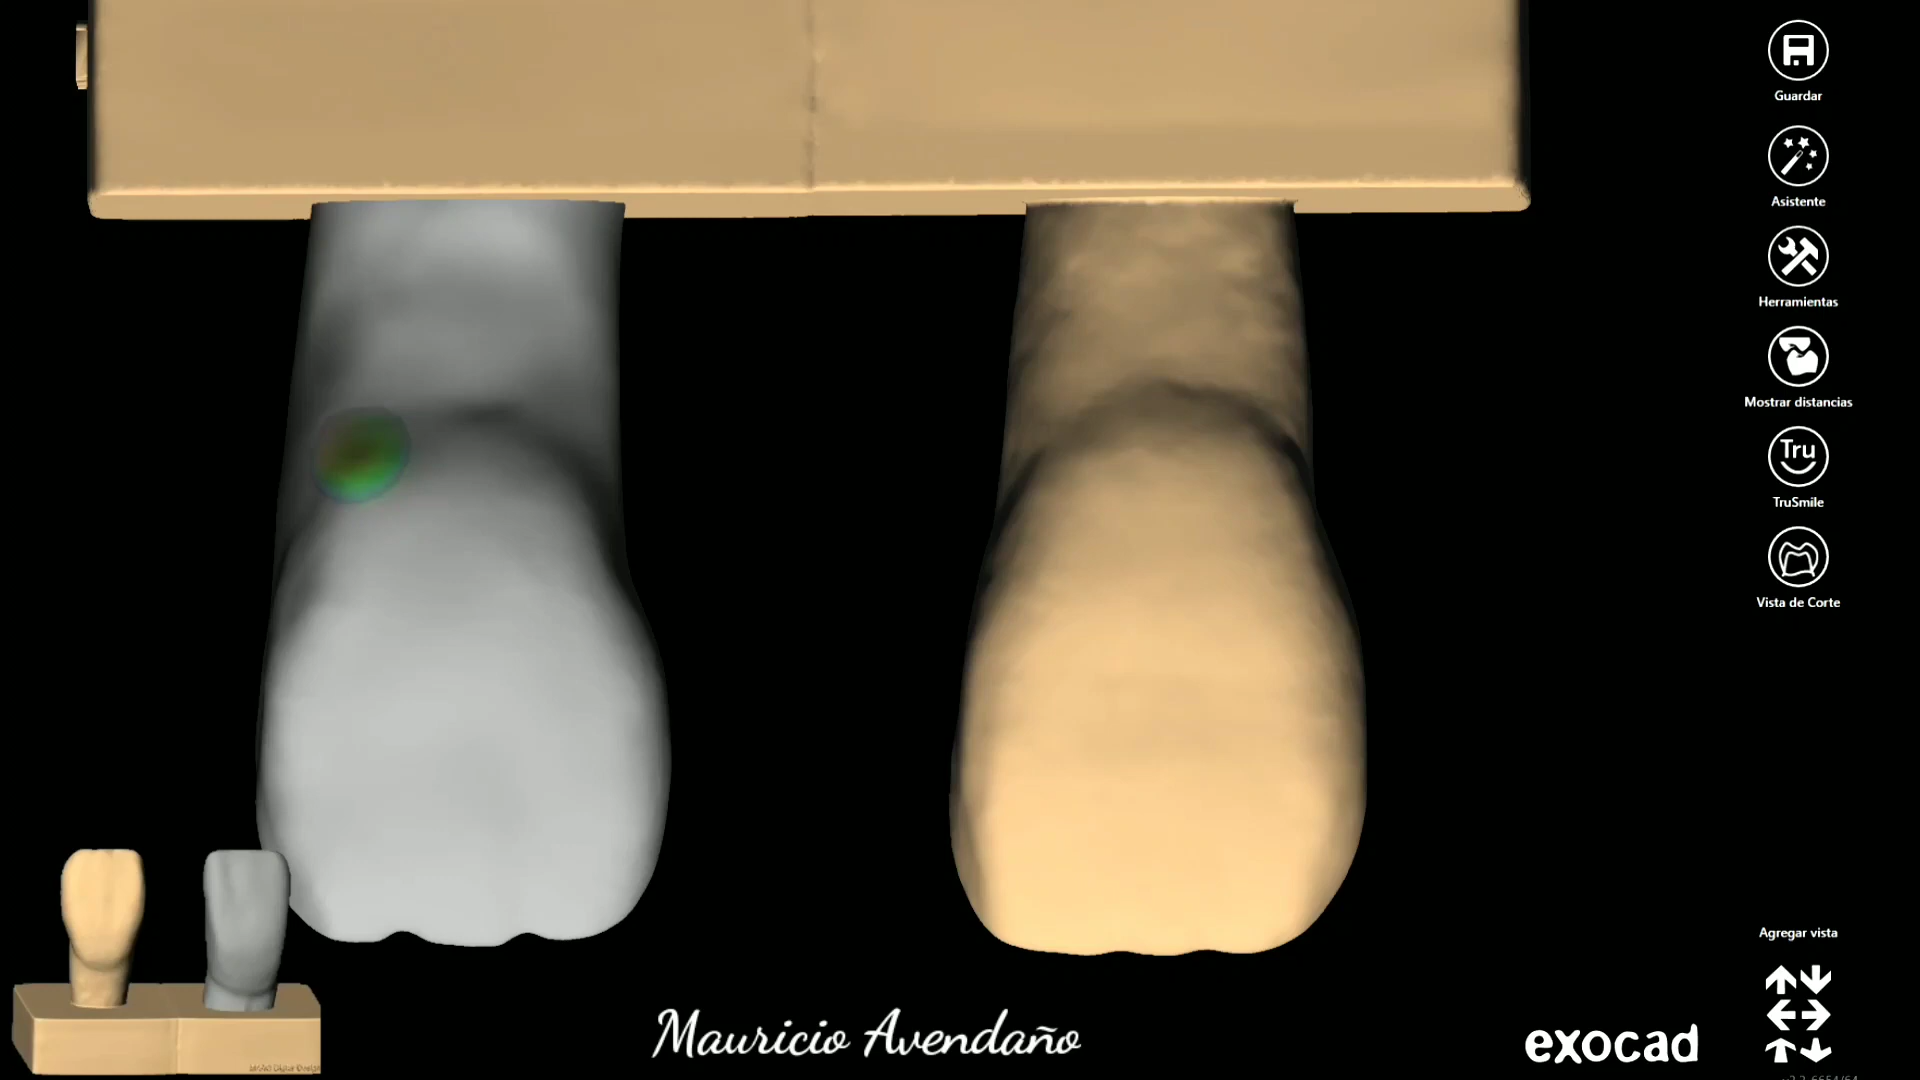 Guardar
Asistente
Herramientas
Mostrar distancias
Tru
TruSmile
Vista de Corte
Agregar vista
Mauricio Avendaño
exocad